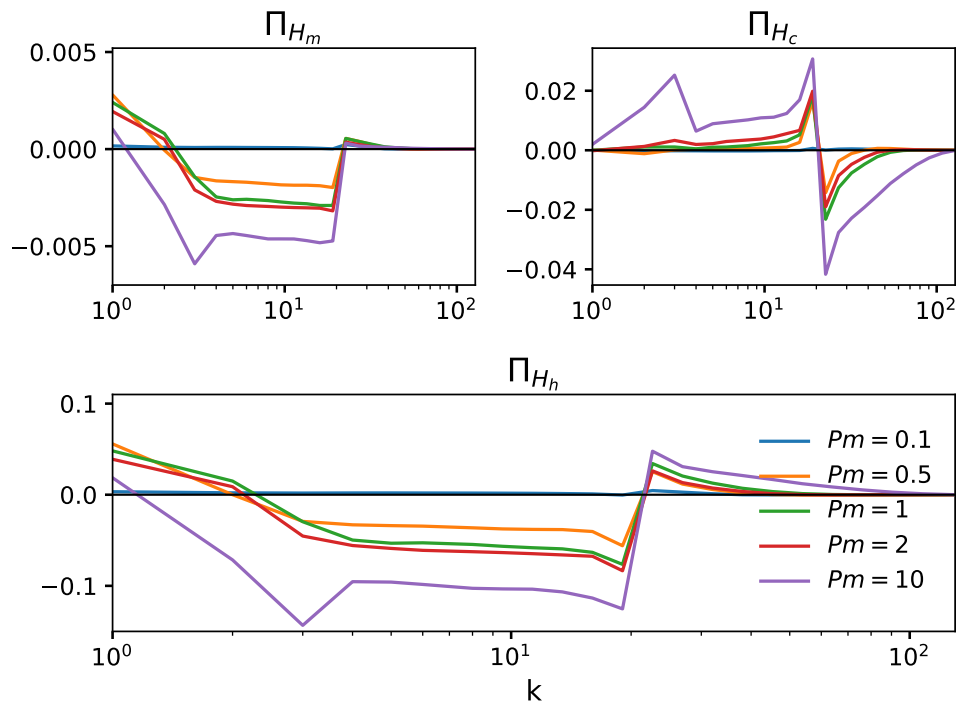 Π_{H_m}
0.005
0.000
−0.005
10^0
10^1
10^2
Π_{H_c}
0.02
0.00
−0.02
−0.04
10^0
10^1
10^2
Π_{H_h}
0.1
0.0
−0.1
Pm = 0.1
Pm = 0.5
Pm = 1
Pm = 2
Pm = 10
10^0
10^1
10^2
k